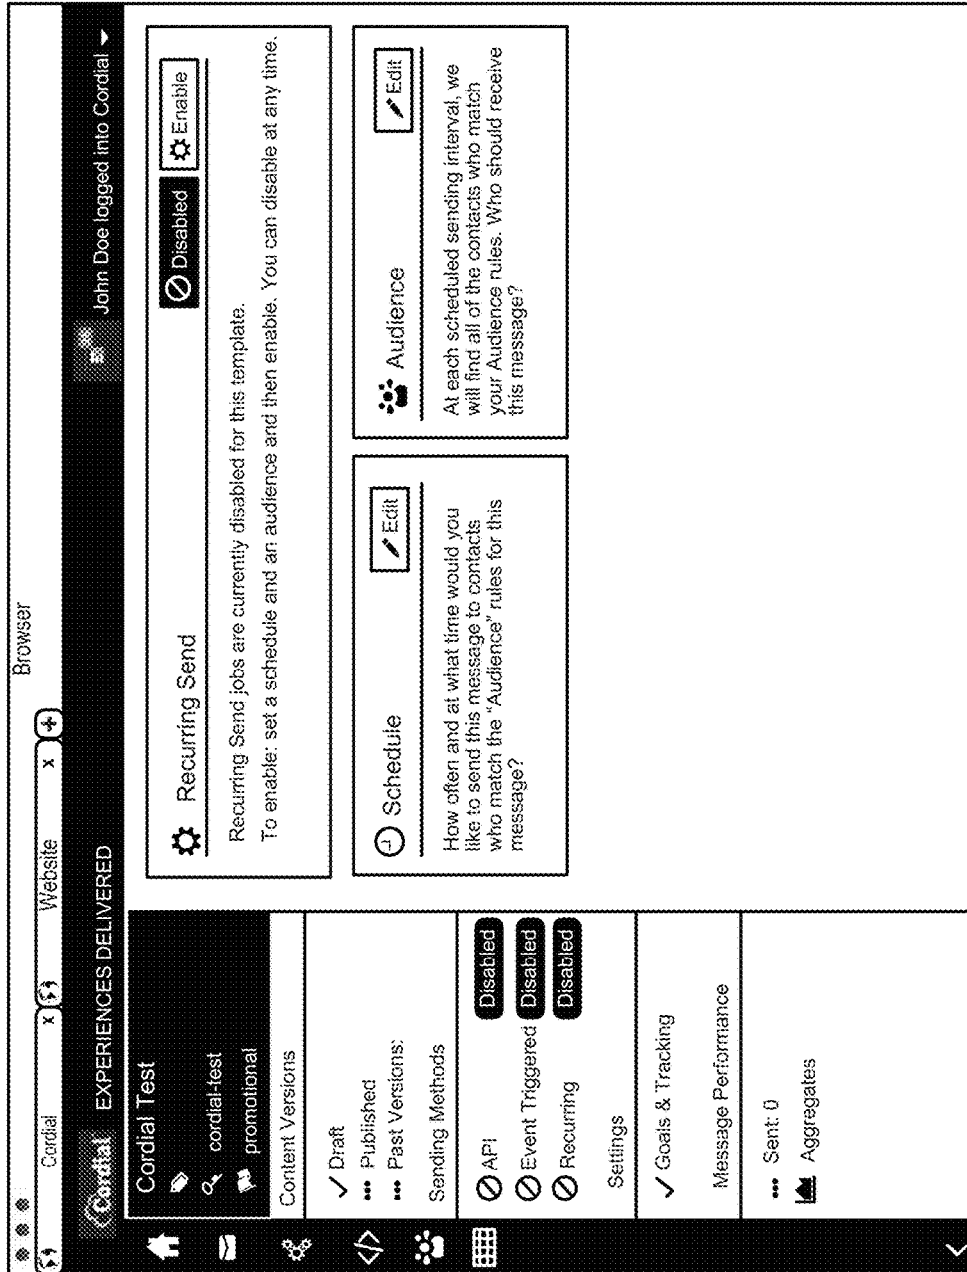 Browser
Cordial x
Website x +
Cordial EXPERIENCES DELIVERED
John Doe logged into Cordial
Cordial Test
cordial-test
promotional
Content Versions
Draft
Published
Past Versions:
Sending Methods
API Disabled
Event Triggered Disabled
Recurring Disabled
Settings
Goals & Tracking
Message Performance
Sent: 0
Aggregates
Recurring Send
Disabled
Enable
Recurring Send jobs are currently disabled for this template.
To enable: set a schedule and an audience and then enable. You can disable at any time.
Schedule
Edit
How often and at what time would you
like to send this message to contacts
who match the "Audience" rules for this
message?
Audience
Edit
At each scheduled sending interval, we
will find all of the contacts who match
your Audience rules. Who should receive
this message?